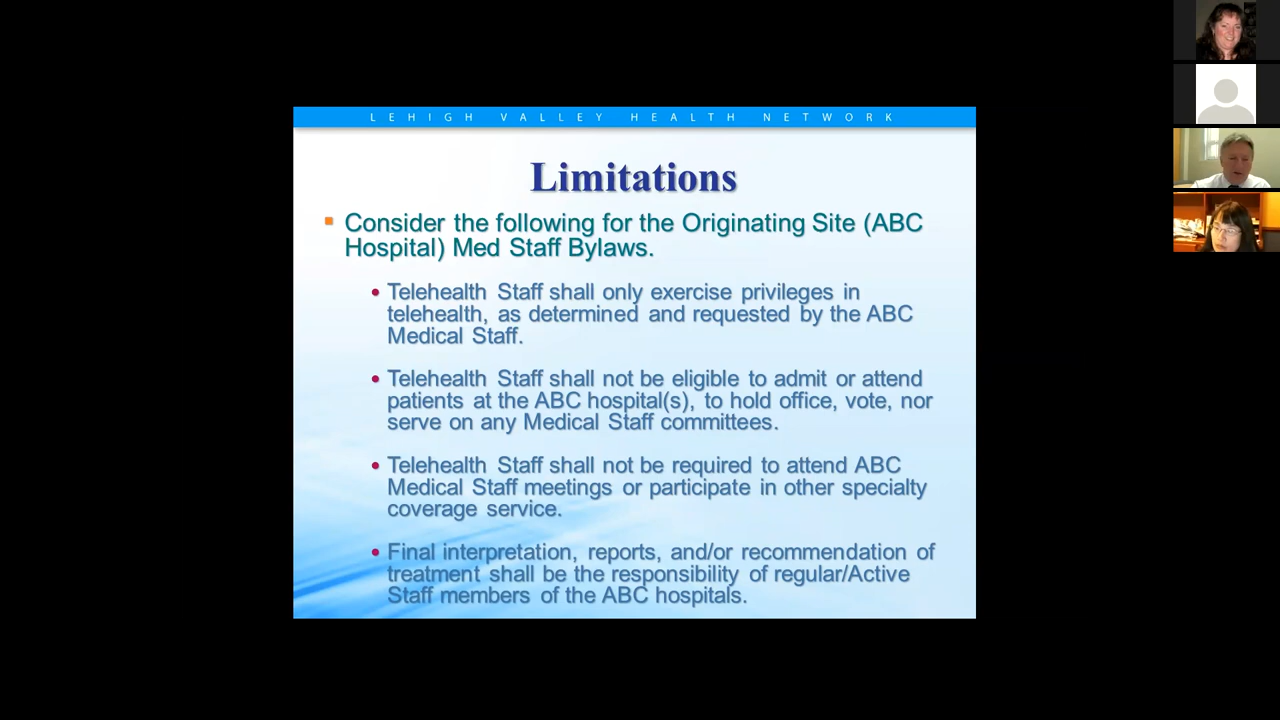 LEHIGH VALLEY HEALTH NETWORK
Limitations
Consider the following for the Originating Site (ABC
Hospital) Med Staff Bylaws.
Telehealth Staff shall only exercise privileges in
telehealth, as determined and requested by the ABC
Medical Staff.
Telehealth Staff shall not be eligible to admit or attend
patients at the ABC hospital(s), to hold office, vote, nor
serve on any Medical Staff committees.
Telehealth Staff shall not be required to attend ABC
Medical Staff meetings or participate in other specialty
coverage service.
Final interpretation, reports, and/or recommendation of
treatment shall be the responsibility of regular/Active
Staff members of the ABC hospitals.